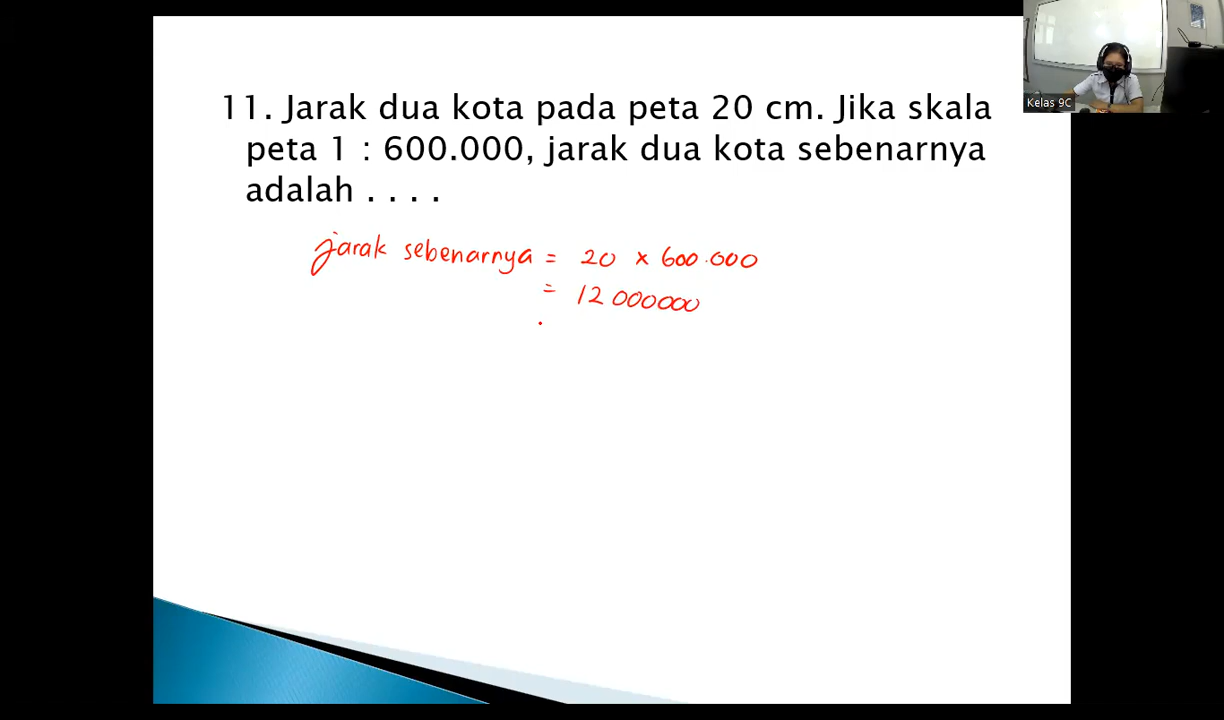 11. Jarak dua kota pada peta 20 cm. Jika skala
peta 1 : 600.000, jarak dua kota sebenarnya
adalah . . . .
jarak sebenarnya = 20 x 600.000
= 12 000000
Kelas 9C